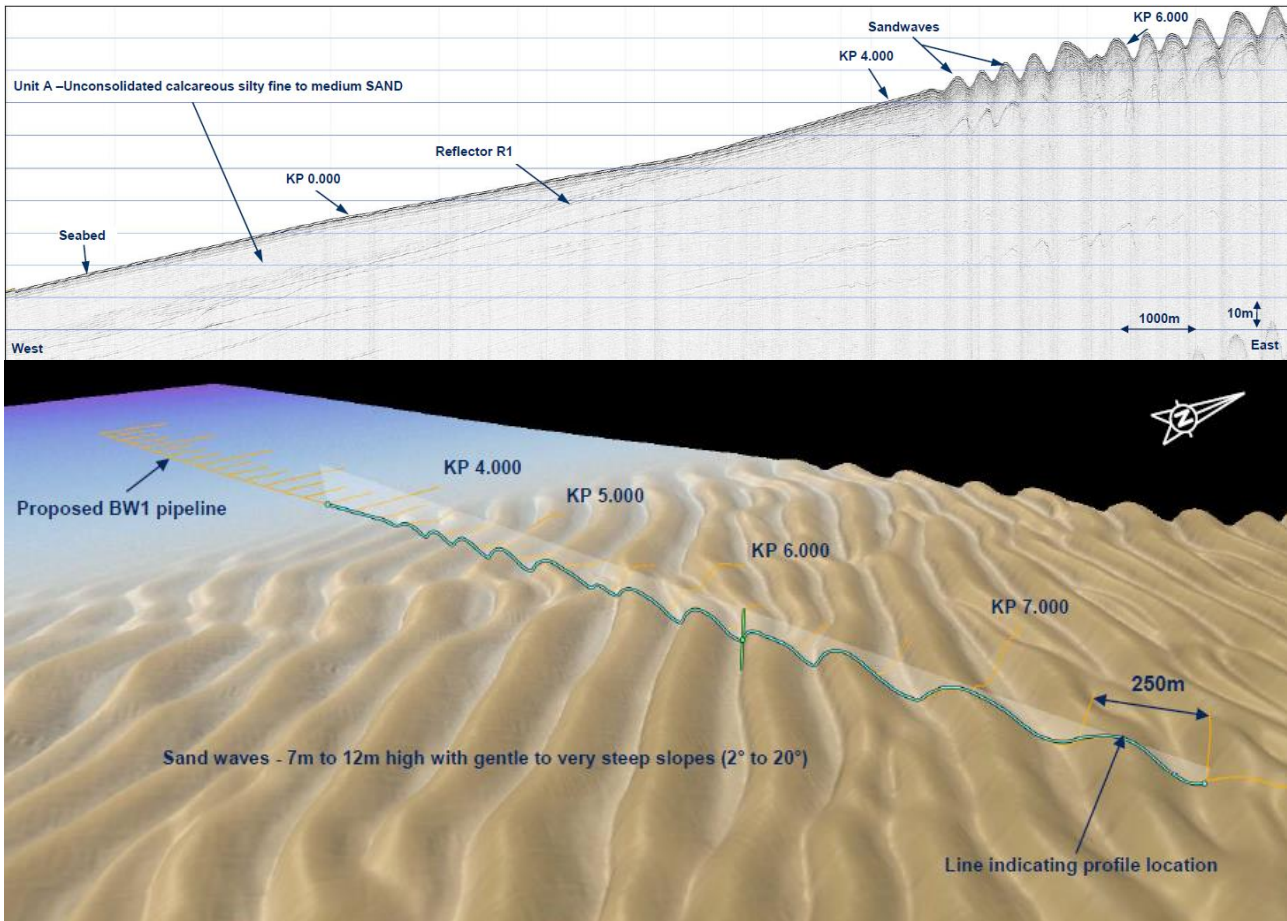 Sandwaves
KP 6.000
KP 4.000
Unit A –Unconsolidated calcareous silty fine to medium SAND
Reflector R1
KP 0.000
Seabed
1000m
10m
West
East
N
KP 4.000
Proposed BW1 pipeline
KP 5.000
KP 6.000
KP 7.000
250m
Sand waves - 7m to 12m high with gentle to very steep slopes (2° to 20°)
Line indicating profile location